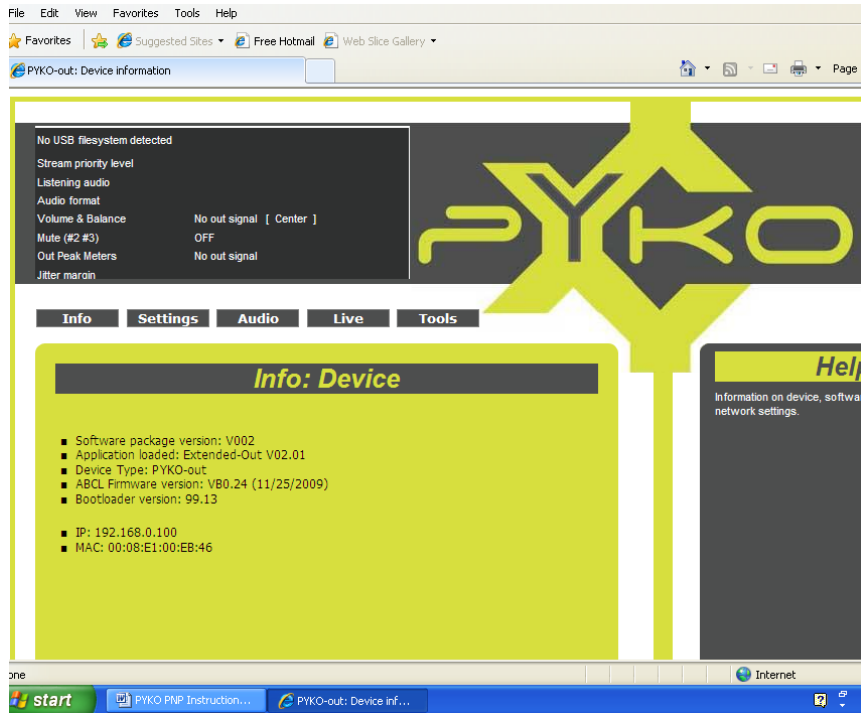 File Edit View Favorites Tools Help
Favorites Suggested Sites Free Hotmail Web Slice Gallery
PYKO-out: Device information
Page
No USB filesystem detected
Stream priority level
Listening audio
Audio format
Volume & Balance No out signal [ Center ]
Mute (#2 #3) OFF
Out Peak Meters No out signal
Jitter margin
PYKO
Info Settings Audio Live Tools
Info: Device
Software package version: V002
Application loaded: Extended-Out V02.01
Device Type: PYKO-out
ABCL Firmware version: VB0.24 (11/25/2009)
Bootloader version: 99.13
IP: 192.168.0.100
MAC: 00:08:E1:00:EB:46
Help
Information on device, softwa
network settings.
one
Internet
start PYKO PNP Instruction... PYKO-out: Device inf...